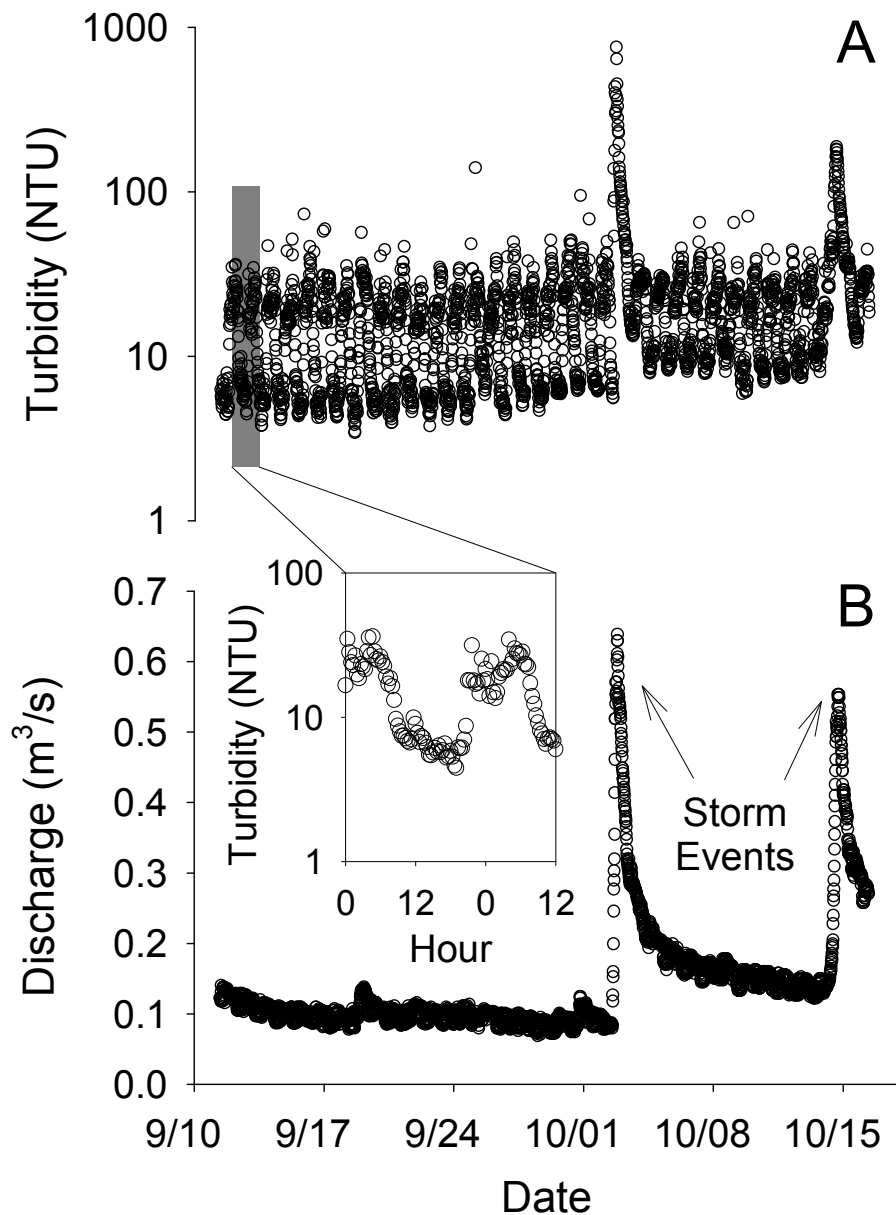 A
Turbidity (NTU)
1000
100
10
1
B
Discharge (m³/s)
0.7
0.6
0.5
0.4
0.3
0.2
0.1
0.0
Turbidity (NTU)
100
10
1
0 12 0 12
Hour
Storm
Events
9/10 9/17 9/24 10/01 10/08 10/15
Date